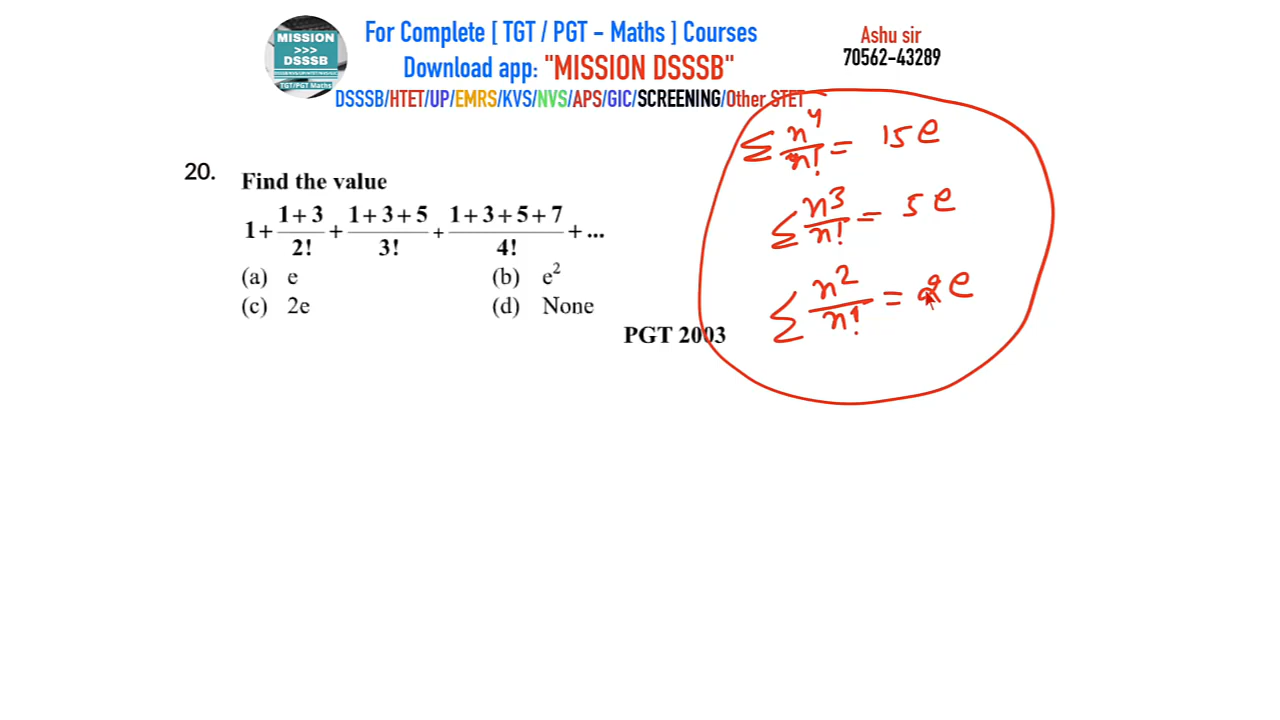 MISSION
>>>
DSSSB
TGT/PGT Maths
For Complete [ TGT / PGT - Maths ] Courses
Download app: "MISSION DSSSB"
DSSSB/HTET/UP/EMRS/KVS/NVS/APS/GIC/SCREENING/Other STET
Ashu sir
70562-43289
20. Find the value
1 + (1+3)/2! + (1+3+5)/3! + (1+3+5+7)/4! + ...
(a) e (b) e²
(c) 2e (d) None
PGT 2003
Σ n⁴/n! = 15e
Σ n³/n! = 5e
Σ n²/n! = 2e